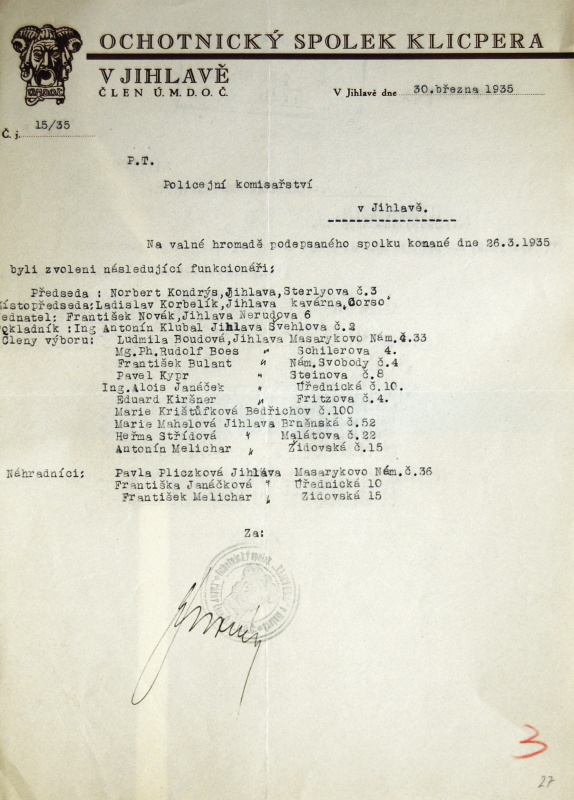 OCHOTNICKÝ SPOLEK KLICPERA
V JIHLAVĚ
ČLEN Ú.M.D.O.Č.
V Jihlavě dne 30.března 1935
Č. j. 15/35
P.T.
Policejní komisařství
v Jihlavě.
Na valné hromadě podepsaného spolku konané dne 26.3.1935
byli zvoleni následující funkcionáři;
Předseda : Norbert Kondrýs,Jihlava,Sterlyova č.3
ístopředseda;Ladislav Korbelík,Jihlava kavárna,Corso'
ednatel; František Novák,Jihlava Nerudova 6
okladník :Ing Antonín Klubal Jihlava Švehlova č.2
Členy výboru: Ludmila Boudová,Jihlava Masarykovo Nám.č.33
Mg.Ph.Rudolf Boes " Schilerova 4.
František Bulant " Nám.Svobody č.4
Pavel Kypr " Steinova č.8
Ing.Alois Janáček " Úřednická č.10.
Eduard Kiršner " Fritzova č.4.
Marie Krištůfková Bedřichov č.100
Marie Mahelová Jihlava Brněnská č.52
Heřma Střídová " Malátova č.22
Antonín Melichar " Židovská č.15
Náhradníci; Pavla Pliczková Jihlava Masarykovo Nám.č.36
Františka Janáčková " Úřednická 10
František Melichar " Židovská 15
Za:
3
27